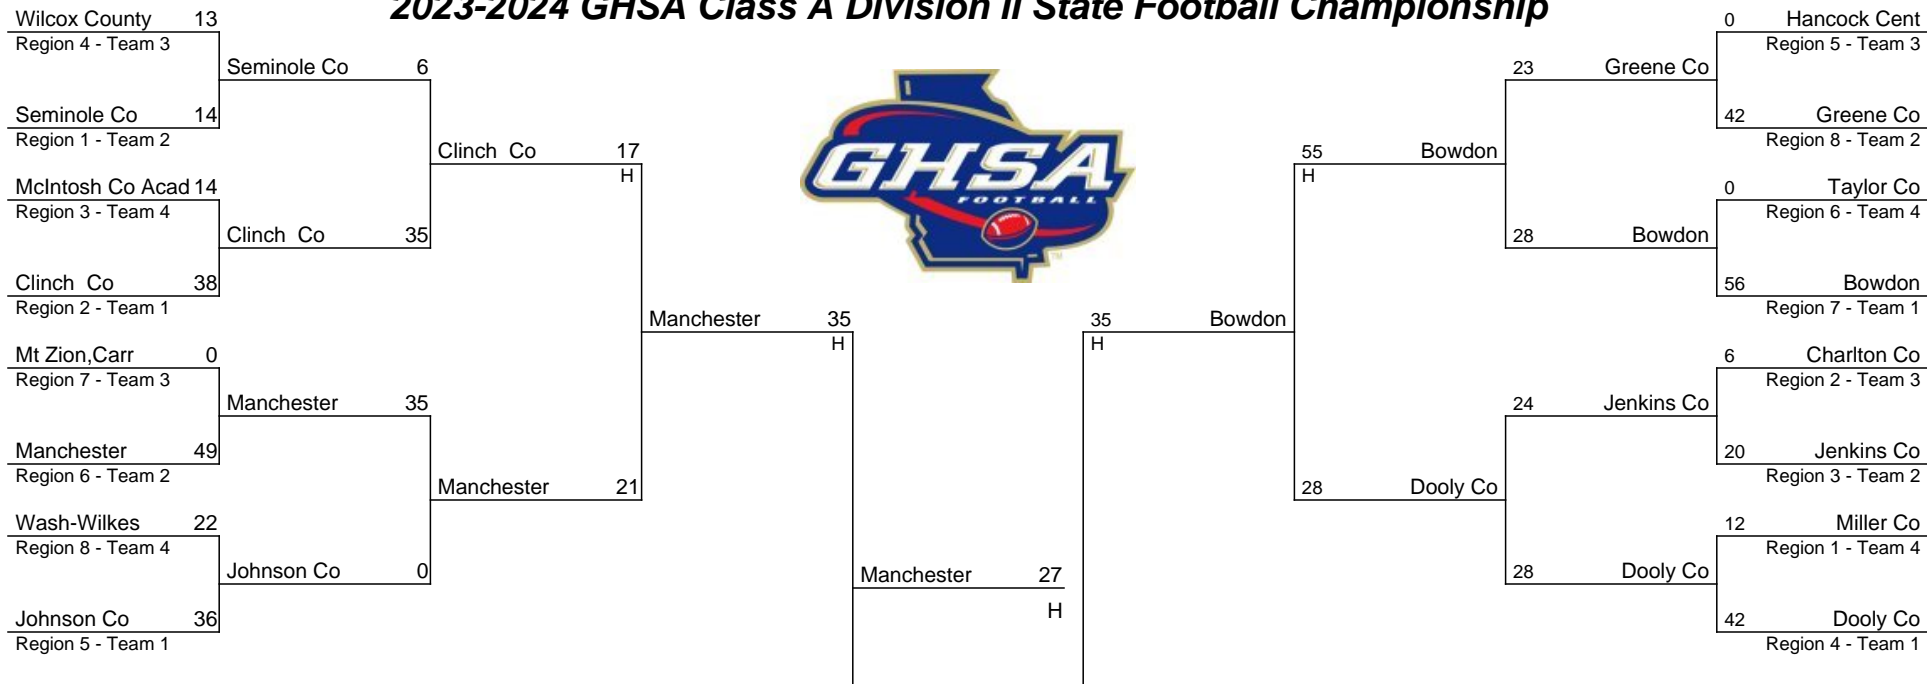 2023-2024 GHSA Class A Division II State Football Championship
Wilcox County 13
Region 4 - Team 3
Seminole Co 6
Seminole Co 14
Region 1 - Team 2
Clinch Co 17
H
McIntosh Co Acad 14
Region 3 - Team 4
Clinch Co 35
Clinch Co 38
Region 2 - Team 1
Manchester 35
H
Mt Zion,Carr 0
Region 7 - Team 3
Manchester 35
Manchester 49
Region 6 - Team 2
Manchester 21
Wash-Wilkes 22
Region 8 - Team 4
Johnson Co 0
Johnson Co 36
Region 5 - Team 1
GHSA
FOOTBALL
TM
Manchester 27
H
0 Hancock Cent
Region 5 - Team 3
23 Greene Co
42 Greene Co
Region 8 - Team 2
55 Bowdon
H
0 Taylor Co
Region 6 - Team 4
28 Bowdon
56 Bowdon
Region 7 - Team 1
35 Bowdon
H
6 Charlton Co
Region 2 - Team 3
24 Jenkins Co
20 Jenkins Co
Region 3 - Team 2
28 Dooly Co
12 Miller Co
Region 1 - Team 4
28 Dooly Co
42 Dooly Co
Region 4 - Team 1